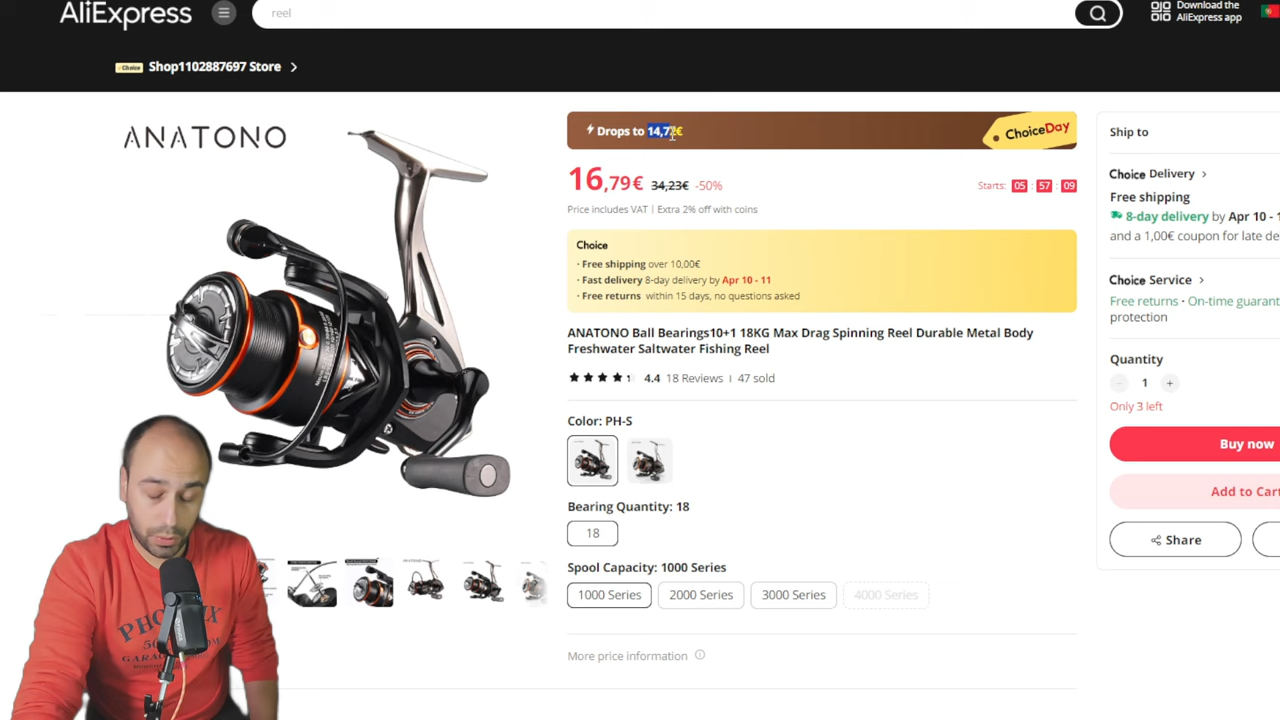 AliExpress
reel
Download the
AliExpress app
Choice Shop1102887697 Store
ANATONO
Drops to 14,72€
ChoiceDay
16,79€ 34,23€ -50%
Starts: 05 : 57 : 09
Price includes VAT | Extra 2% off with coins
Choice
· Free shipping over 10,00€
· Fast delivery 8-day delivery by Apr 10 - 11
· Free returns within 15 days, no questions asked
ANATONO Ball Bearings10+1 18KG Max Drag Spinning Reel Durable Metal Body
Freshwater Saltwater Fishing Reel
4.4 18 Reviews | 47 sold
Color: PH-S
Bearing Quantity: 18
18
Spool Capacity: 1000 Series
1000 Series 2000 Series 3000 Series 4000 Series
More price information
Ship to
Choice Delivery
Free shipping
8-day delivery by Apr 10 -
and a 1,00€ coupon for late
Choice Service
Free returns · On-time
protection
Quantity
- 1 +
Only 3 left
Buy now
Add to Cart
Share